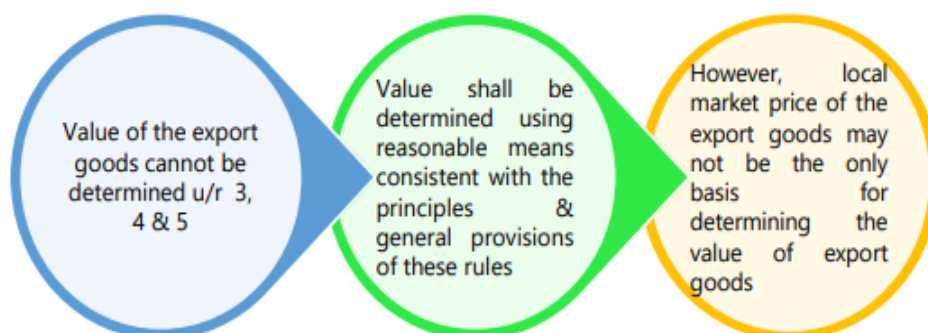 Value of the export
goods cannot be
determined u/r 3,
4 & 5
Value shall be
determined using
reasonable means
consistent with the
principles &
general provisions
of these rules
However, local
market price of the
export goods may
not be the only
basis for
determining the
value of export
goods